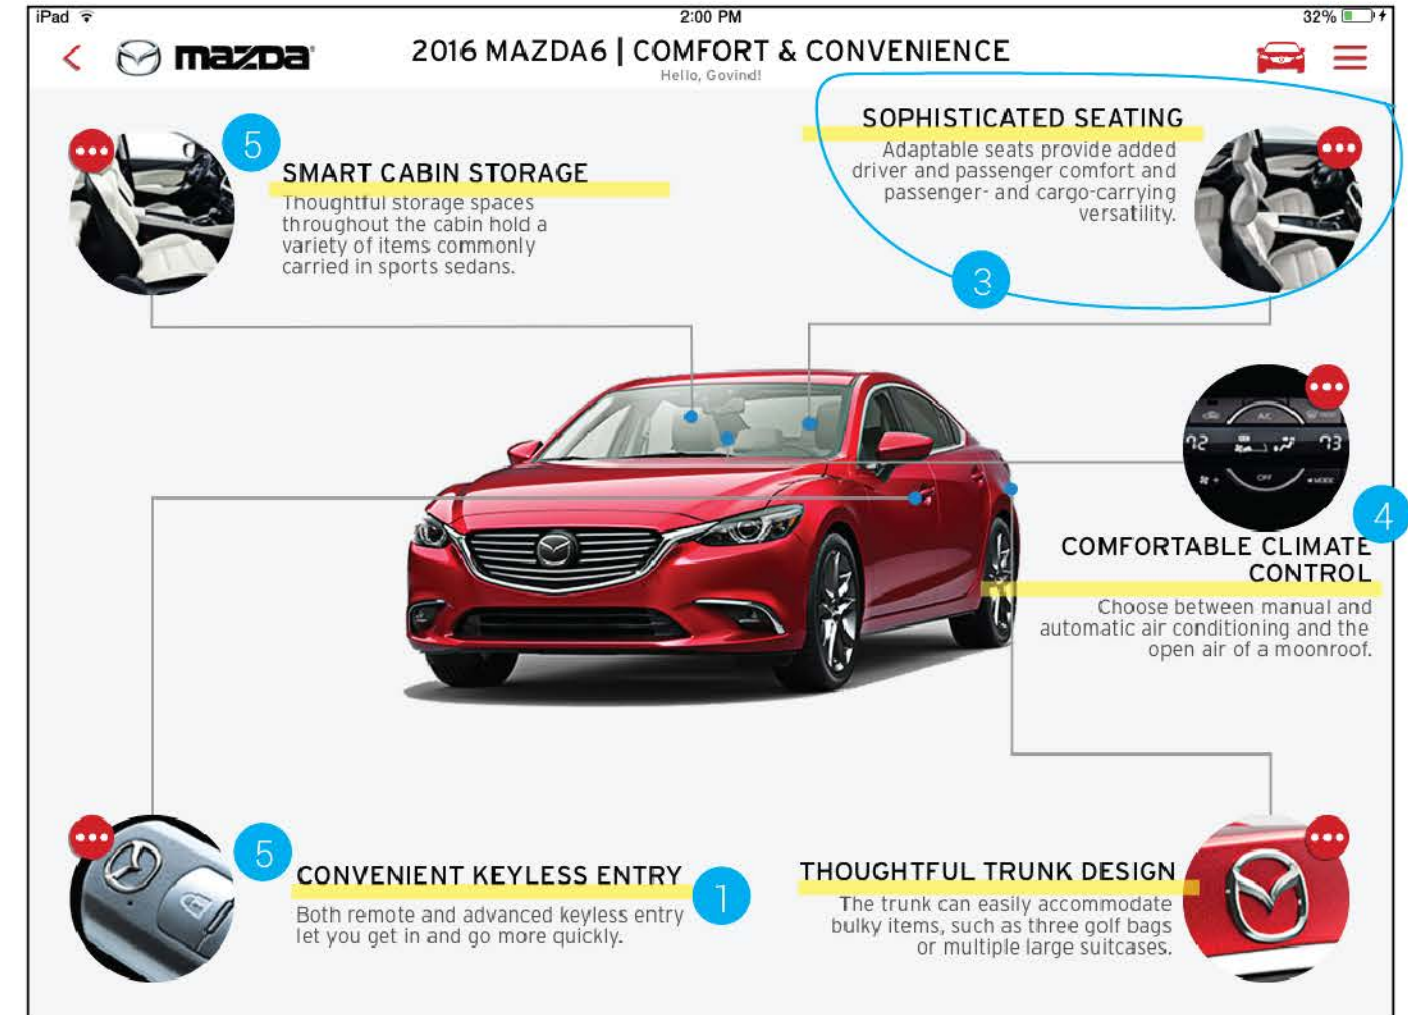 iPad
2:00 PM
32%
mazda
2016 MAZDA6 | COMFORT & CONVENIENCE
Hello, Govind!
5
SMART CABIN STORAGE
Thoughtful storage spaces
throughout the cabin hold a
variety of items commonly
carried in sports sedans.
SOPHISTICATED SEATING
Adaptable seats provide added
driver and passenger comfort and
passenger- and cargo-carrying
versatility.
3
A/C
72
73
OFF
MODE
4
COMFORTABLE CLIMATE
CONTROL
Choose between manual and
automatic air conditioning and the
open air of a moonroof.
5
CONVENIENT KEYLESS ENTRY
1
Both remote and advanced keyless entry
let you get in and go more quickly.
THOUGHTFUL TRUNK DESIGN
The trunk can easily accommodate
bulky items, such as three golf bags
or multiple large suitcases.